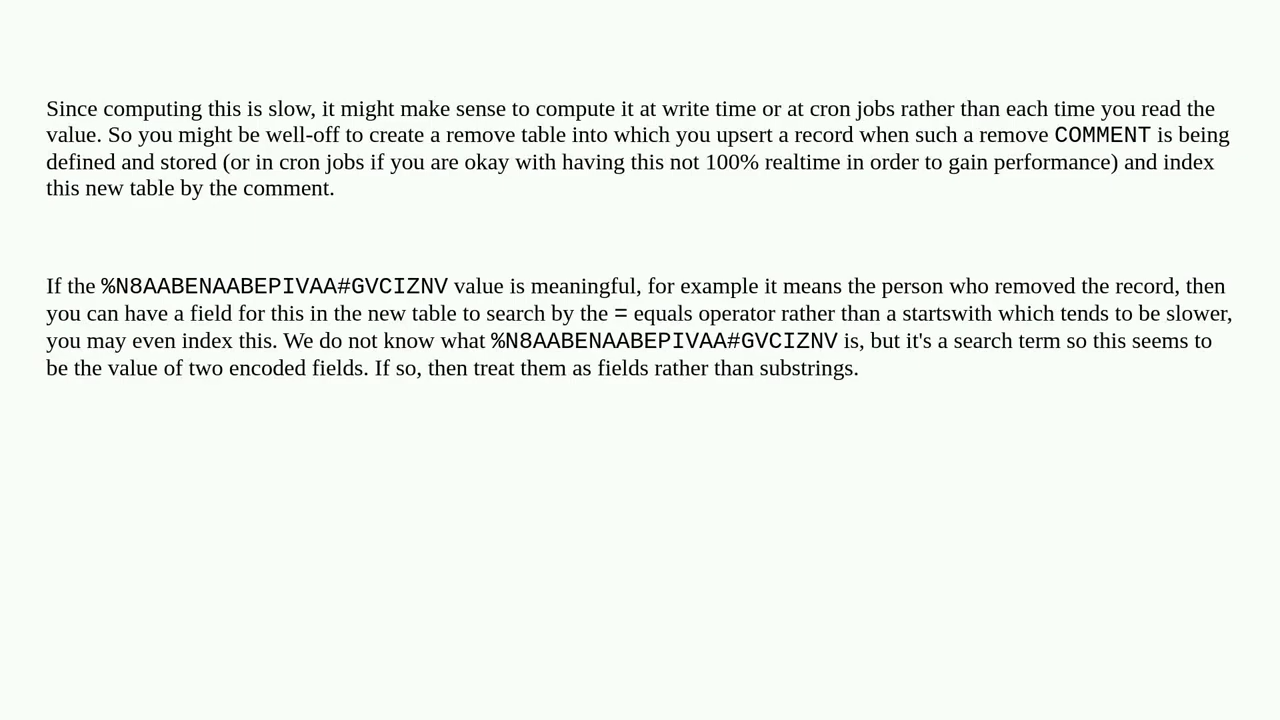 Since computing this is slow, it might make sense to compute it at write time or at cron jobs rather than each time you read the
value. So you might be well-off to create a remove table into which you upsert a record when such a remove COMMENT is being
defined and stored (or in cron jobs if you are okay with having this not 100% realtime in order to gain performance) and index
this new table by the comment.
If the %N8AABENAABEPIVAA#GVCIZNV value is meaningful, for example it means the person who removed the record, then
you can have a field for this in the new table to search by the = equals operator rather than a startswith which tends to be slower,
you may even index this. We do not know what %N8AABENAABEPIVAA#GVCIZNV is, but it's a search term so this seems to
be the value of two encoded fields. If so, then treat them as fields rather than substrings.